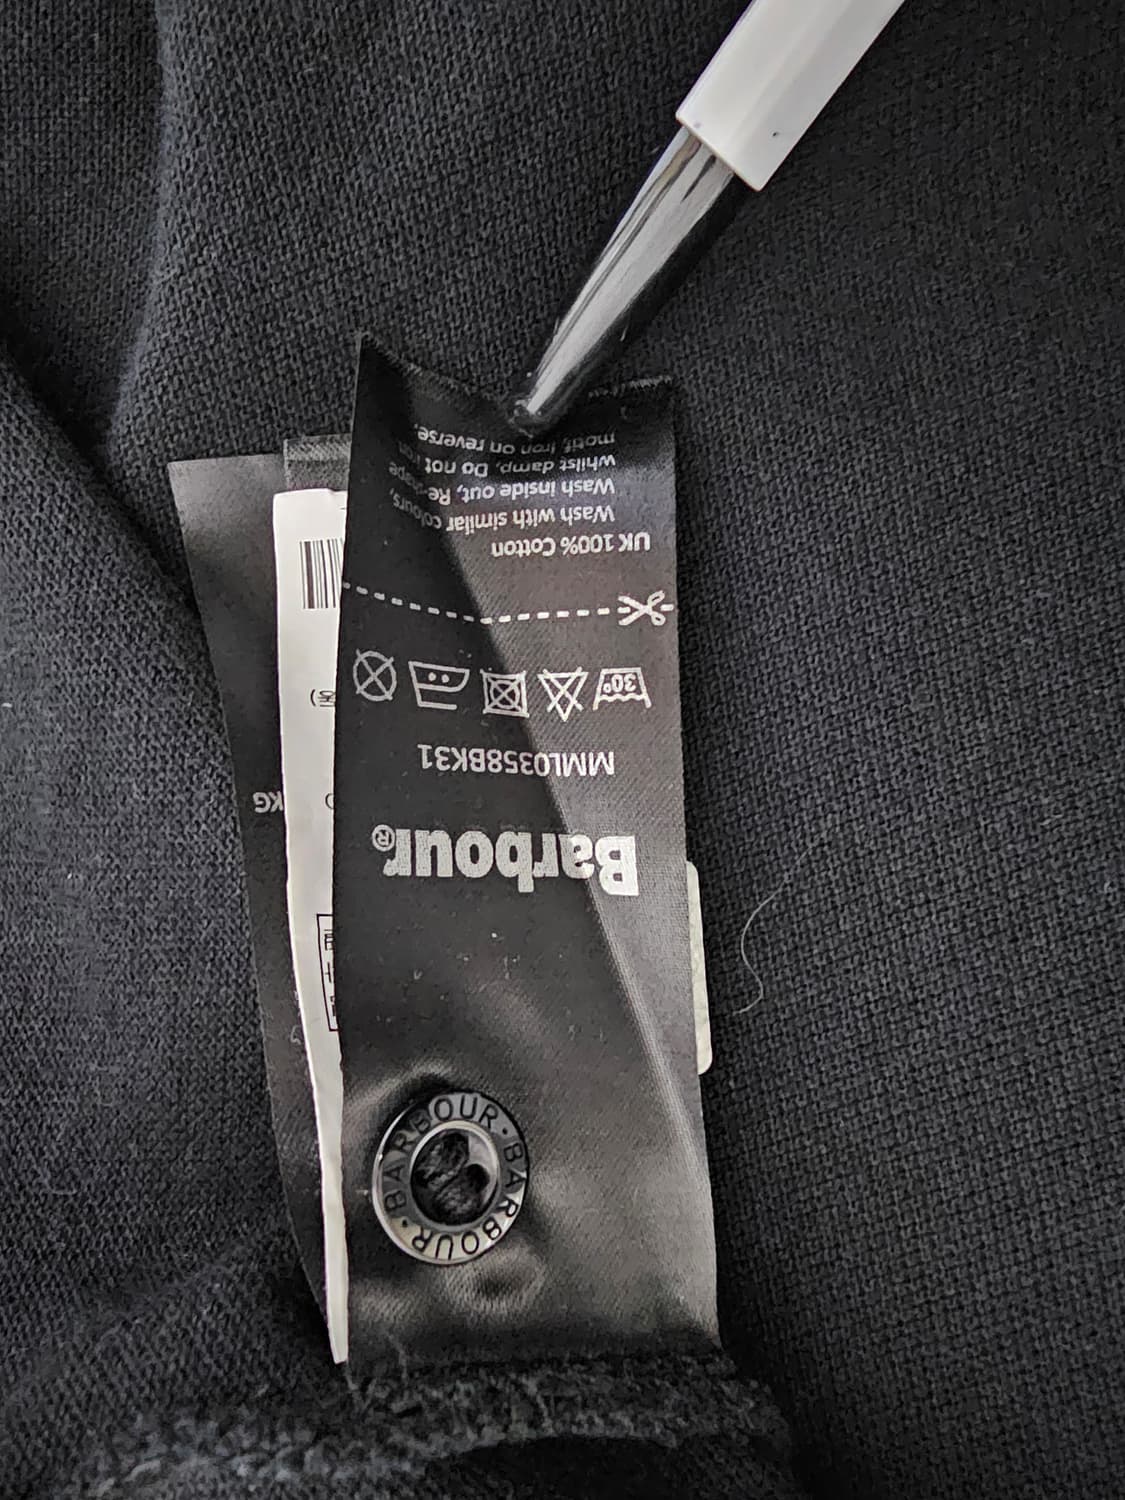 Barbour®
MML0358BK31
30°
UK 100% Cotton
Wash with similar colours,
Wash inside out, Re-shape
whilst damp, Do not iron
motif, iron on reverse.
KG
BARBOUR · BARBOUR ·